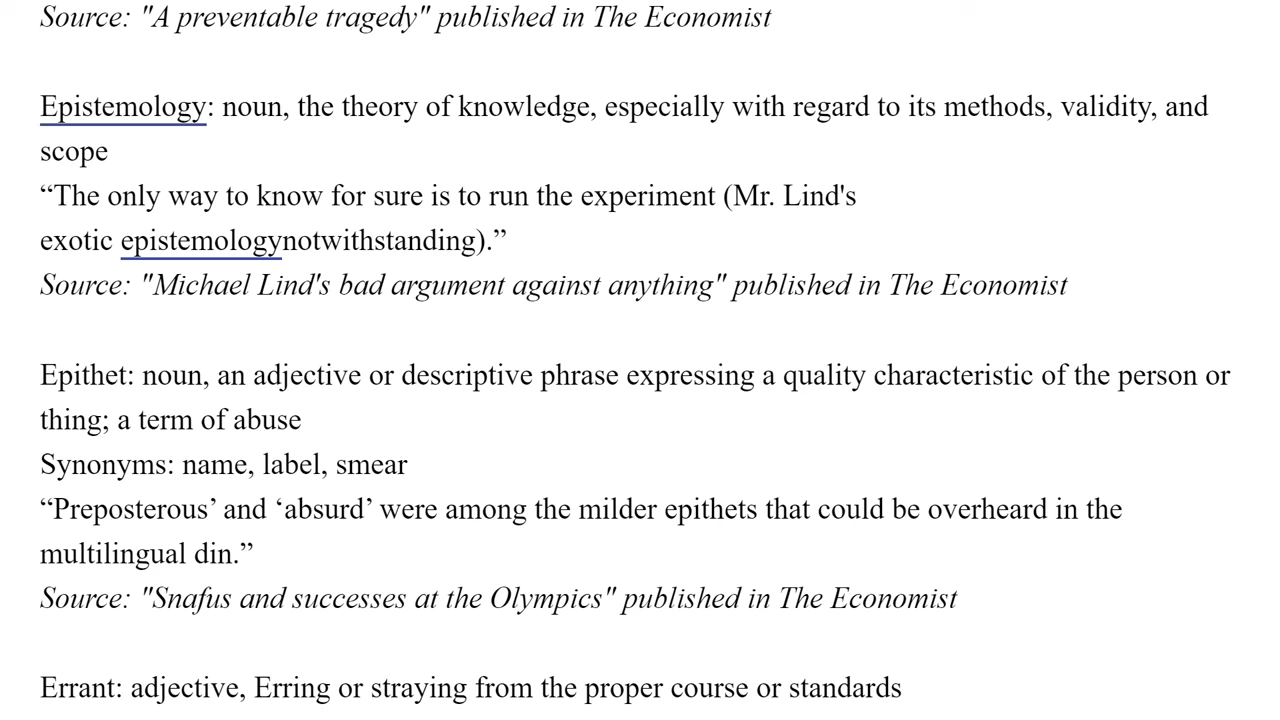 Source: "A preventable tragedy" published in The Economist
Epistemology: noun, the theory of knowledge, especially with regard to its methods, validity, and
scope
“The only way to know for sure is to run the experiment (Mr. Lind's
exotic epistemologynotwithstanding).”
Source: "Michael Lind's bad argument against anything" published in The Economist
Epithet: noun, an adjective or descriptive phrase expressing a quality characteristic of the person or
thing; a term of abuse
Synonyms: name, label, smear
“Preposterous’ and ‘absurd’ were among the milder epithets that could be overheard in the
multilingual din.”
Source: "Snafus and successes at the Olympics" published in The Economist
Errant: adjective, Erring or straying from the proper course or standards